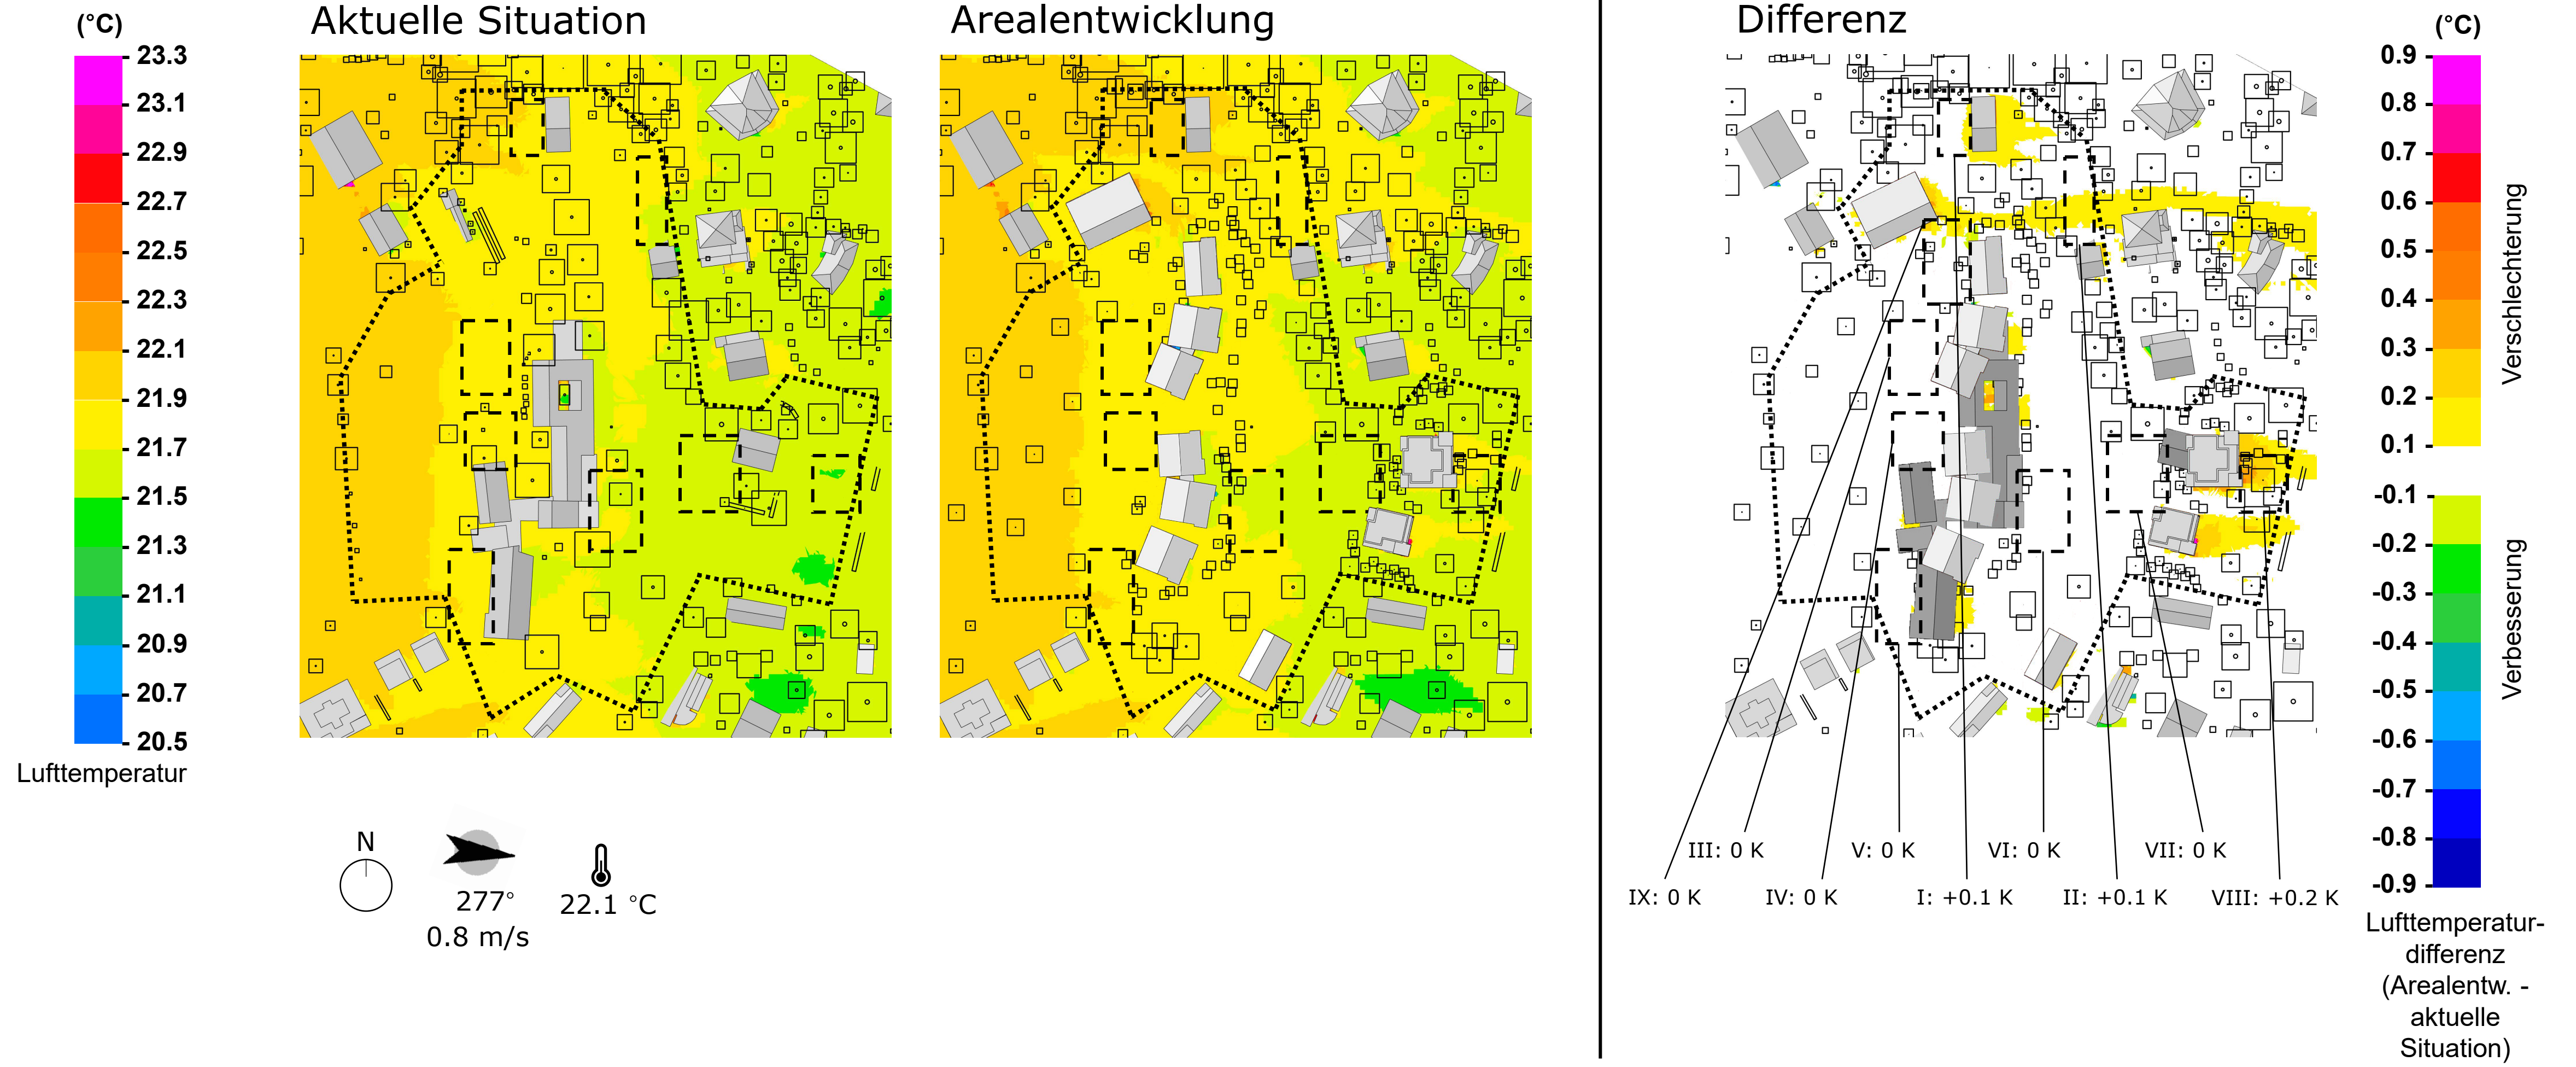 Aktuelle Situation
Arealentwicklung
Differenz
(°C)
23.3
23.1
22.9
22.7
22.5
22.3
22.1
21.9
21.7
21.5
21.3
21.1
20.9
20.7
20.5
Lufttemperatur
N
277°
0.8 m/s
22.1 °C
III: 0 K
V: 0 K
VI: 0 K
VII: 0 K
IX: 0 K
IV: 0 K
I: +0.1 K
II: +0.1 K
VIII: +0.2 K
(°C)
0.9
0.8
0.7
0.6
0.5
0.4
0.3
0.2
0.1
-0.1
-0.2
-0.3
-0.4
-0.5
-0.6
-0.7
-0.8
-0.9
Verschlechterung
Verbesserung
Lufttemperatur-
differenz
(Arealentw. -
aktuelle
Situation)